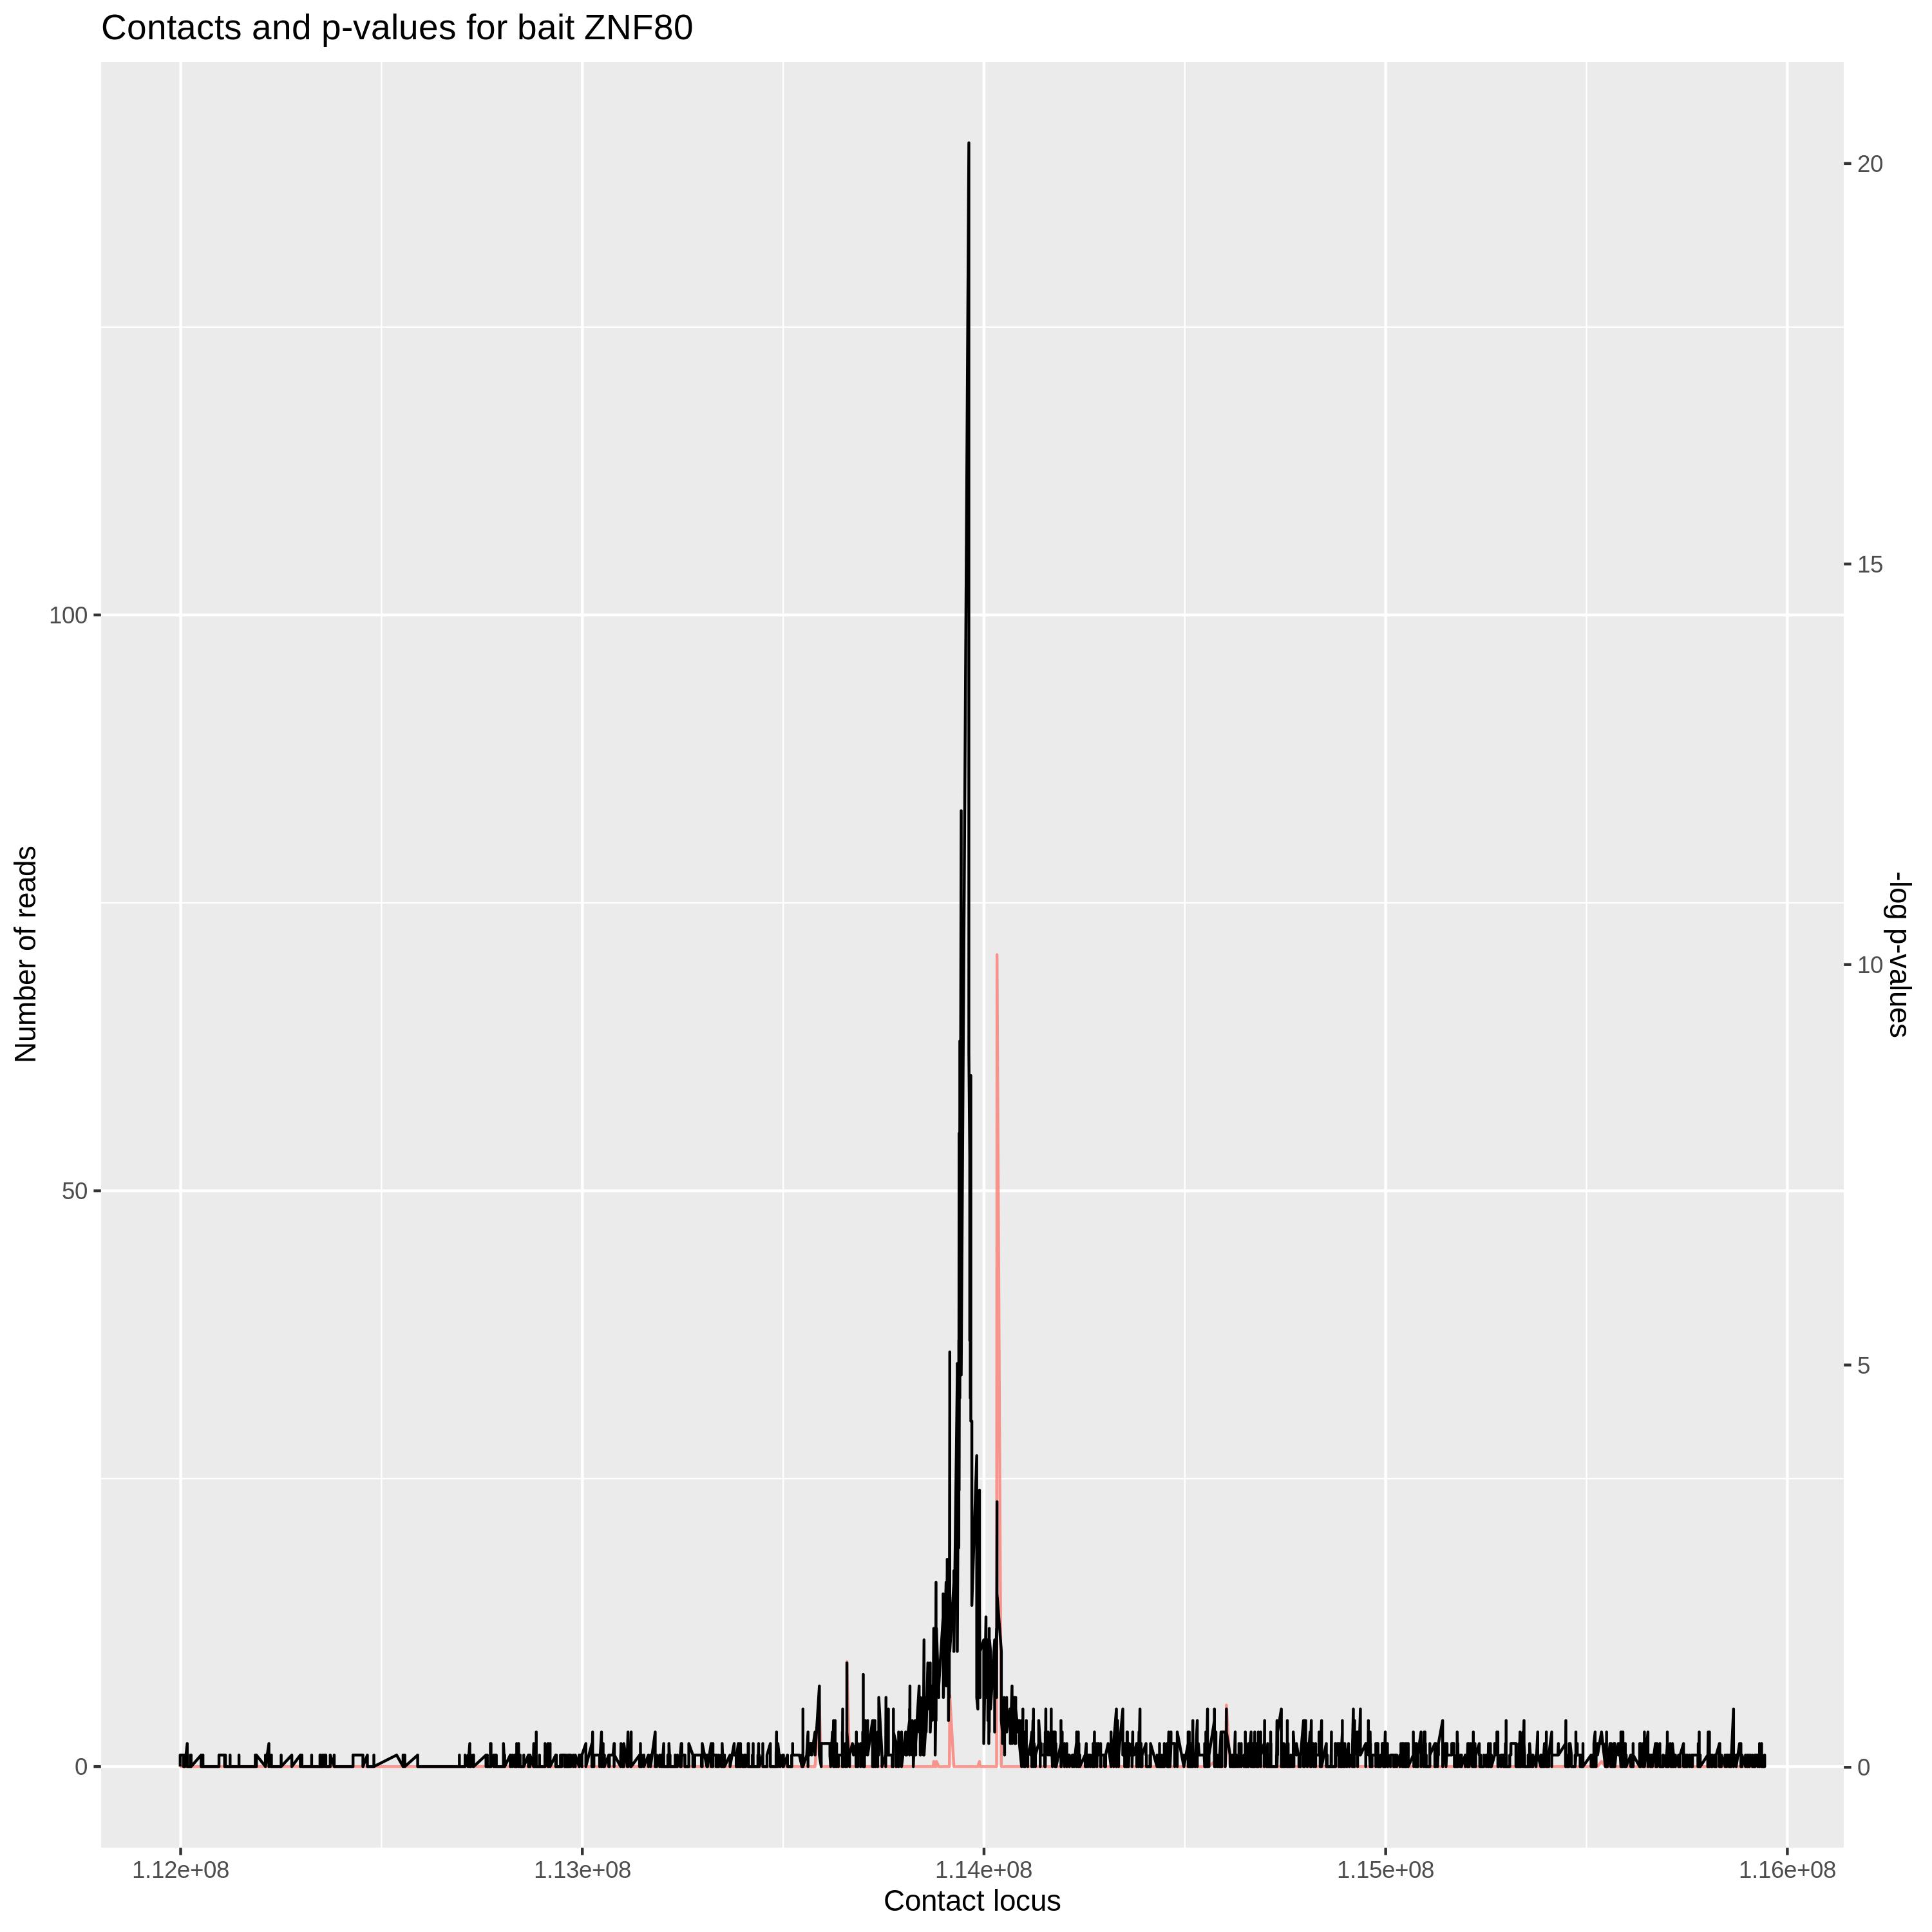 Contacts and p-values for bait ZNF80
Number of reads
100
50
0
20
15
10
5
0
-log p-values
1.12e+08
1.13e+08
1.14e+08
1.15e+08
1.16e+08
Contact locus